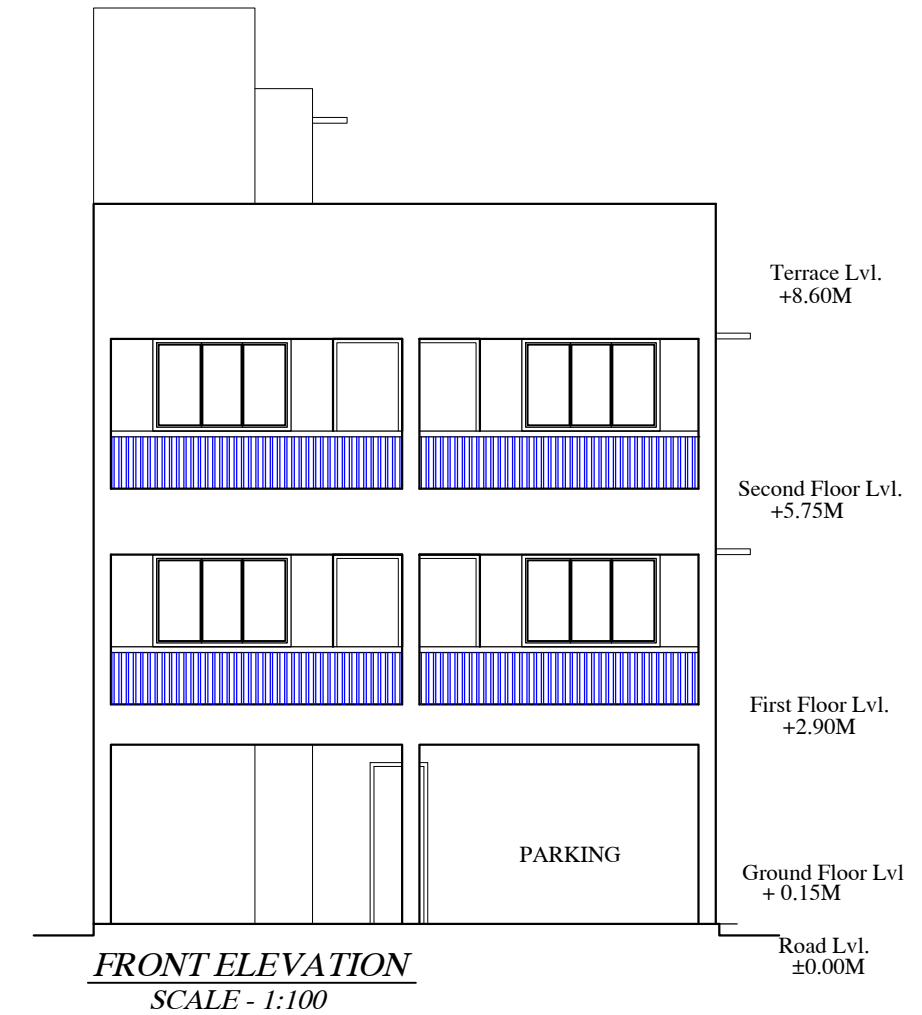 Terrace Lvl.
+8.60M
Second Floor Lvl.
+5.75M
First Floor Lvl.
+2.90M
PARKING
Ground Floor Lvl
+ 0.15M
Road Lvl.
±0.00M
FRONT ELEVATION
SCALE - 1:100